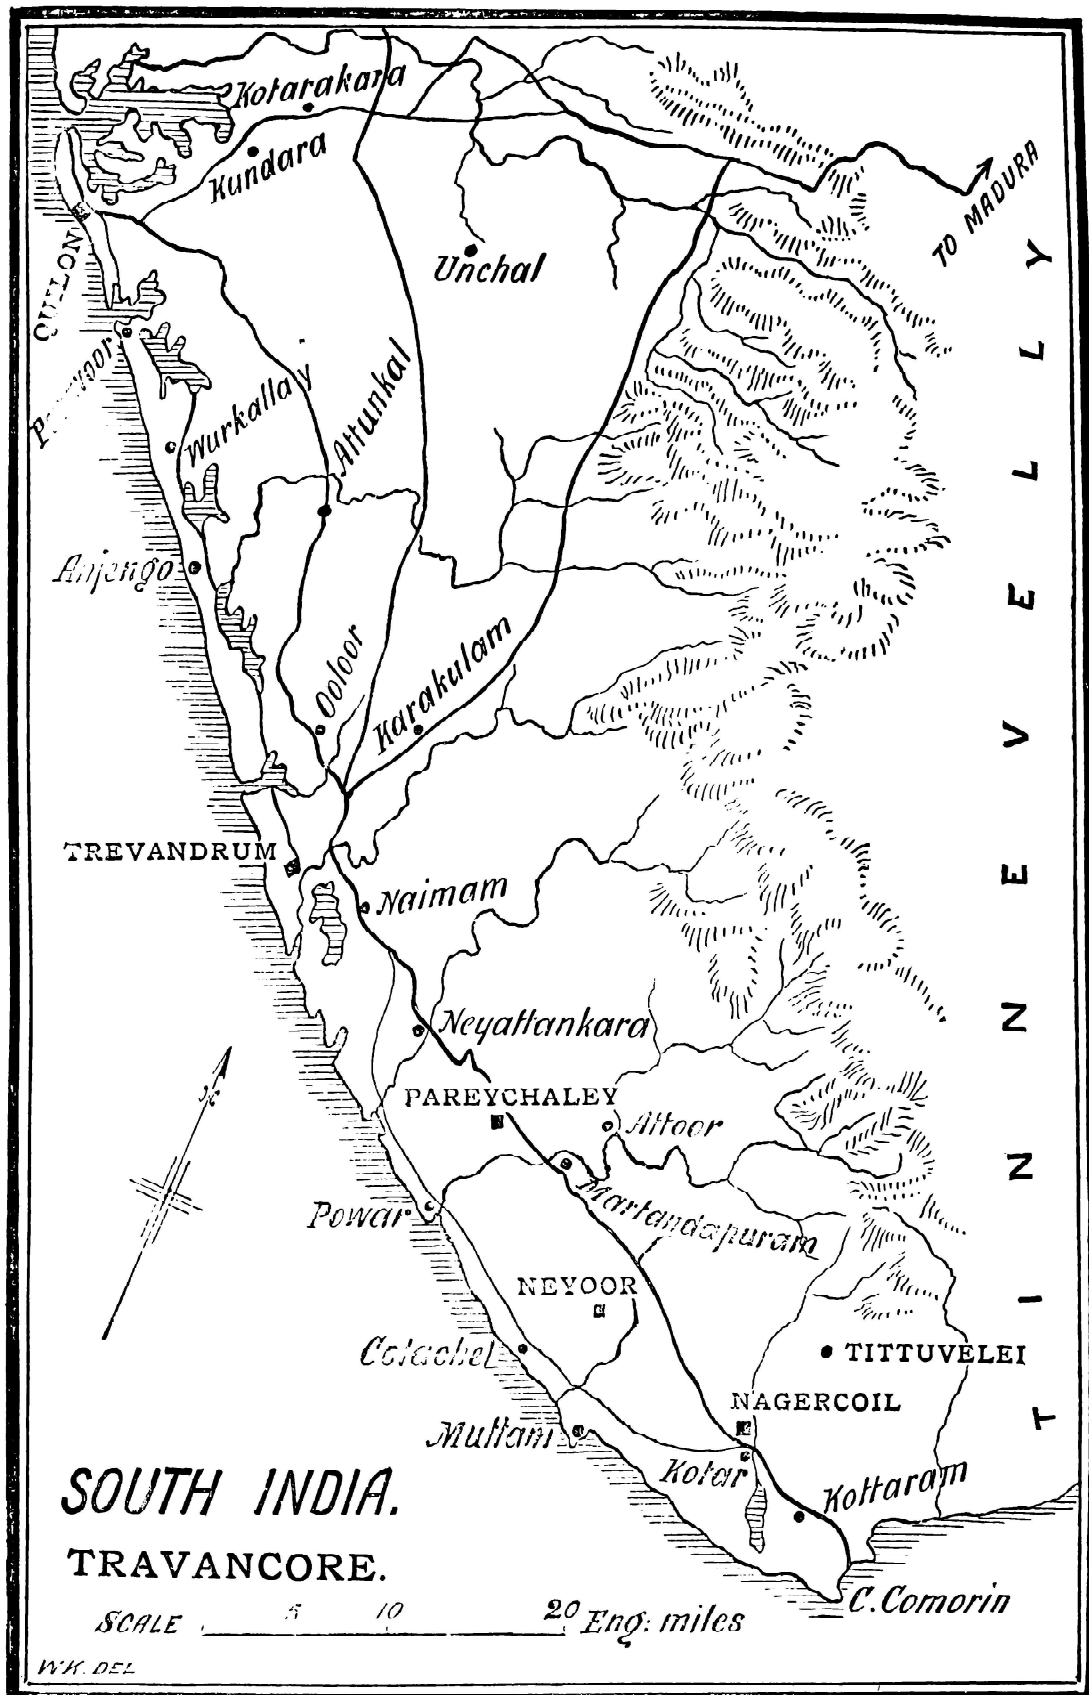 Kotarakara
Kundara
TO MADURA
QUILON
Unchal
Wurkallay
Attunkal
Anjengo
Ooloor
Karakulam
TREVANDRUM
Naimam
Neyattankara
PAREYCHALEY
Attoor
Martandapuram
Powar
NEYOOR
Colachel
TITTUVELEI
NAGERCOIL
Muttam
Kotar
Kottaram
TINNEVELLY
C. Comorin
SOUTH INDIA.
TRAVANCORE.
SCALE 5 10 20 Eng: miles
W.K. DEL